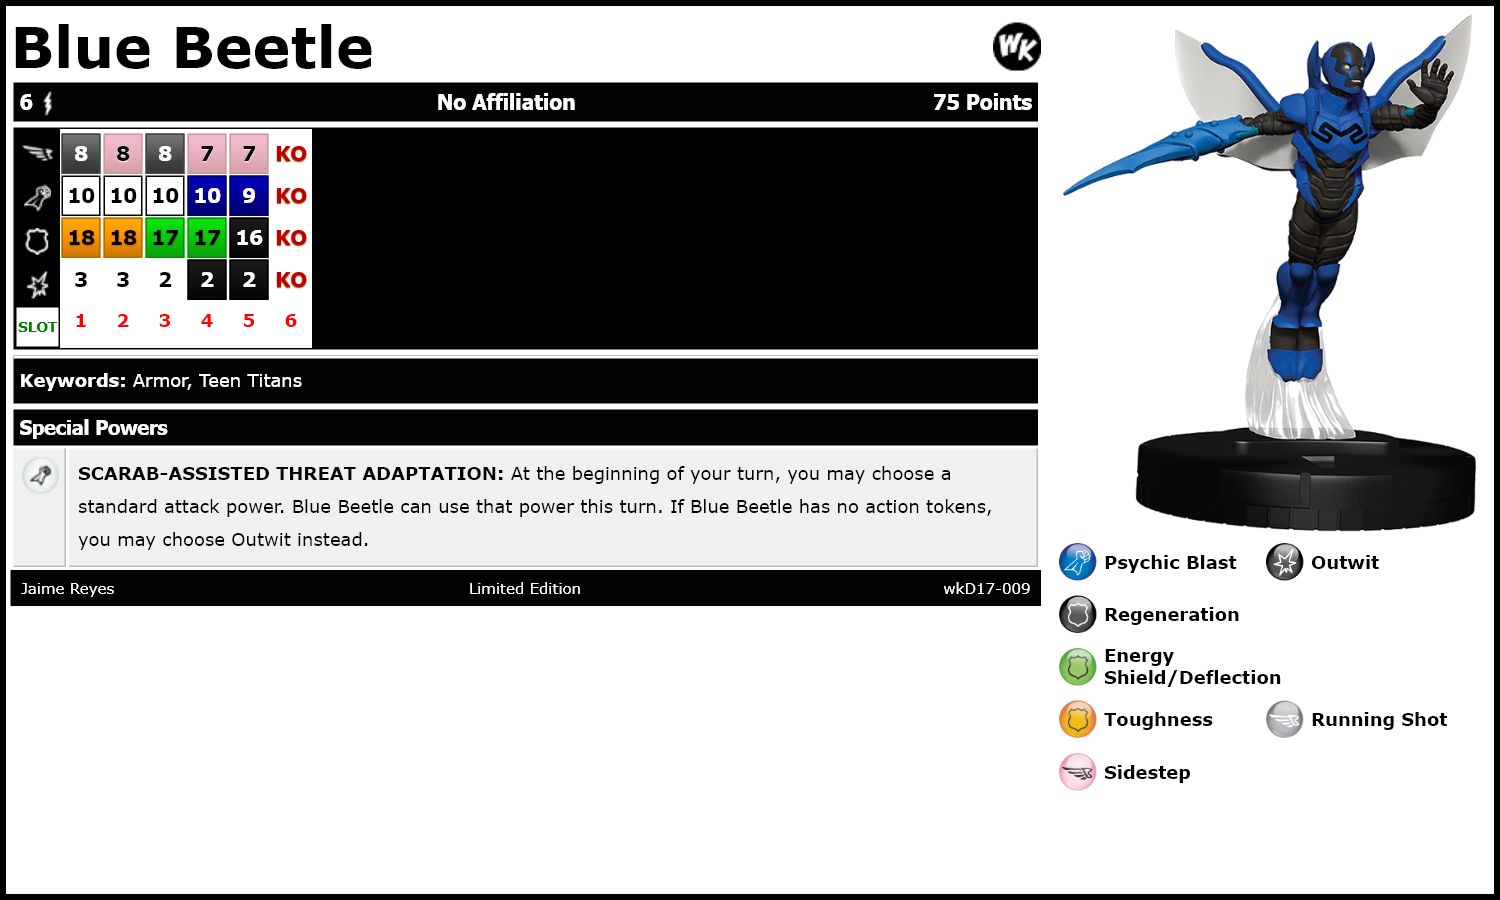 Blue Beetle
WK
6 No Affiliation 75 Points
8 8 8 7 7 KO
10 10 10 10 9 KO
18 18 17 17 16 KO
3 3 2 2 2 KO
SLOT 1 2 3 4 5 6
Keywords: Armor, Teen Titans
Special Powers
SCARAB-ASSISTED THREAT ADAPTATION: At the beginning of your turn, you may choose a
standard attack power. Blue Beetle can use that power this turn. If Blue Beetle has no action tokens,
you may choose Outwit instead.
Jaime Reyes Limited Edition wkD17-009
Psychic Blast Outwit
Regeneration
Energy
Shield/Deflection
Toughness Running Shot
Sidestep